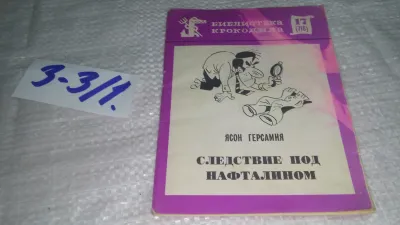 3-3/1.
БИБЛИОТЕКА
КРОКОДИЛА
ЯСОН ГЕРСАМИЯ
СЛЕДСТВИЕ ПОД
НАФТАЛИНОМ